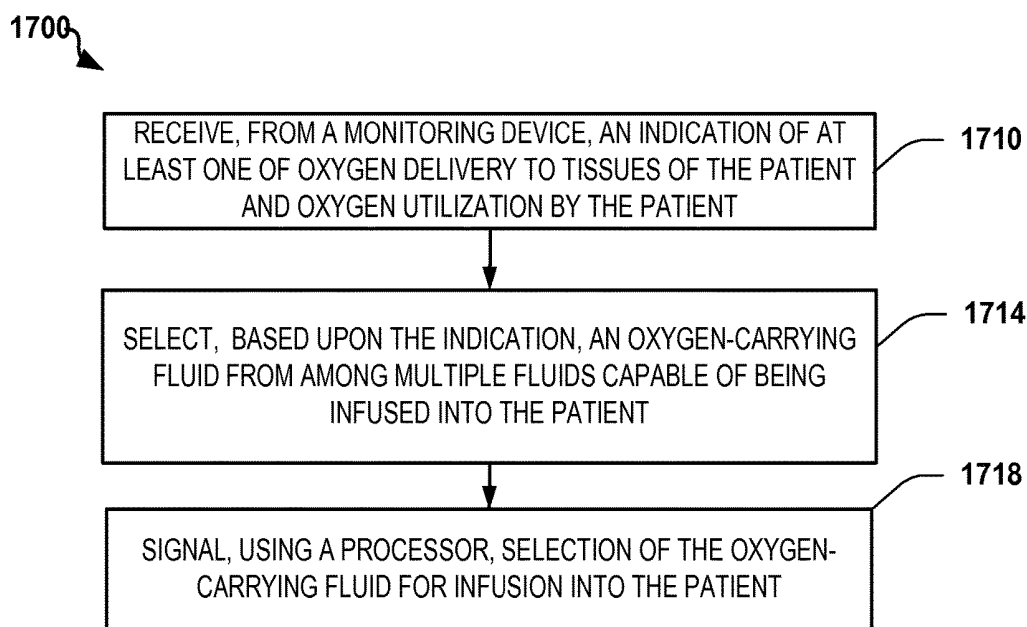 1700
RECEIVE, FROM A MONITORING DEVICE, AN INDICATION OF AT
LEAST ONE OF OXYGEN DELIVERY TO TISSUES OF THE PATIENT
AND OXYGEN UTILIZATION BY THE PATIENT
1710
SELECT, BASED UPON THE INDICATION, AN OXYGEN-CARRYING
FLUID FROM AMONG MULTIPLE FLUIDS CAPABLE OF BEING
INFUSED INTO THE PATIENT
1714
SIGNAL, USING A PROCESSOR, SELECTION OF THE OXYGEN-
CARRYING FLUID FOR INFUSION INTO THE PATIENT
1718